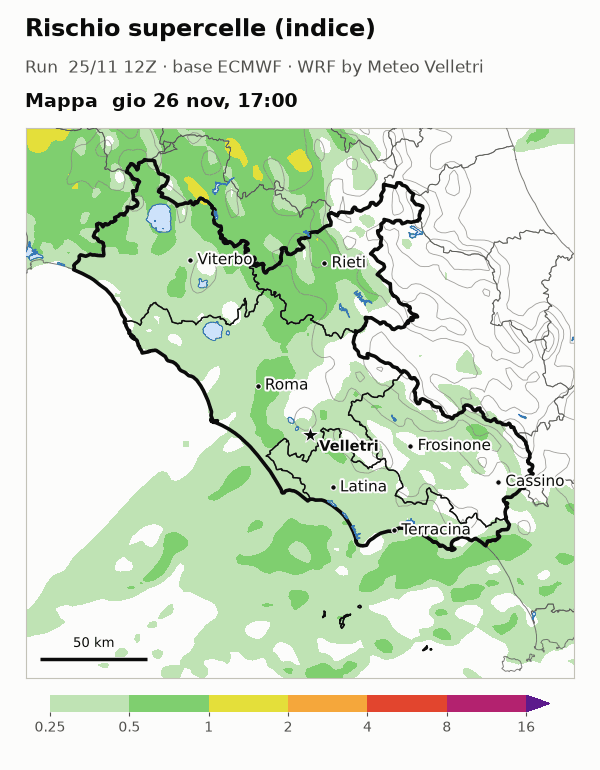 Rischio supercelle (indice)
Run  25/11 12Z · base ECMWF · WRF by Meteo Velletri
Mappa  gio 26 nov, 17:00
Viterbo
Rieti
Roma
Velletri
Frosinone
Cassino
Latina
Terracina
50 km
0.25 0.5 1 2 4 8 16